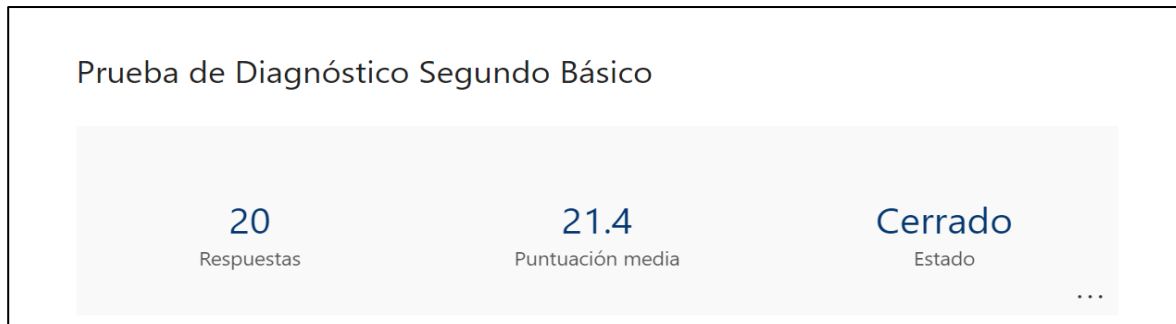 Prueba de Diagnóstico Segundo Básico
20 21.4 Cerrado
Respuestas Puntuación media Estado
...